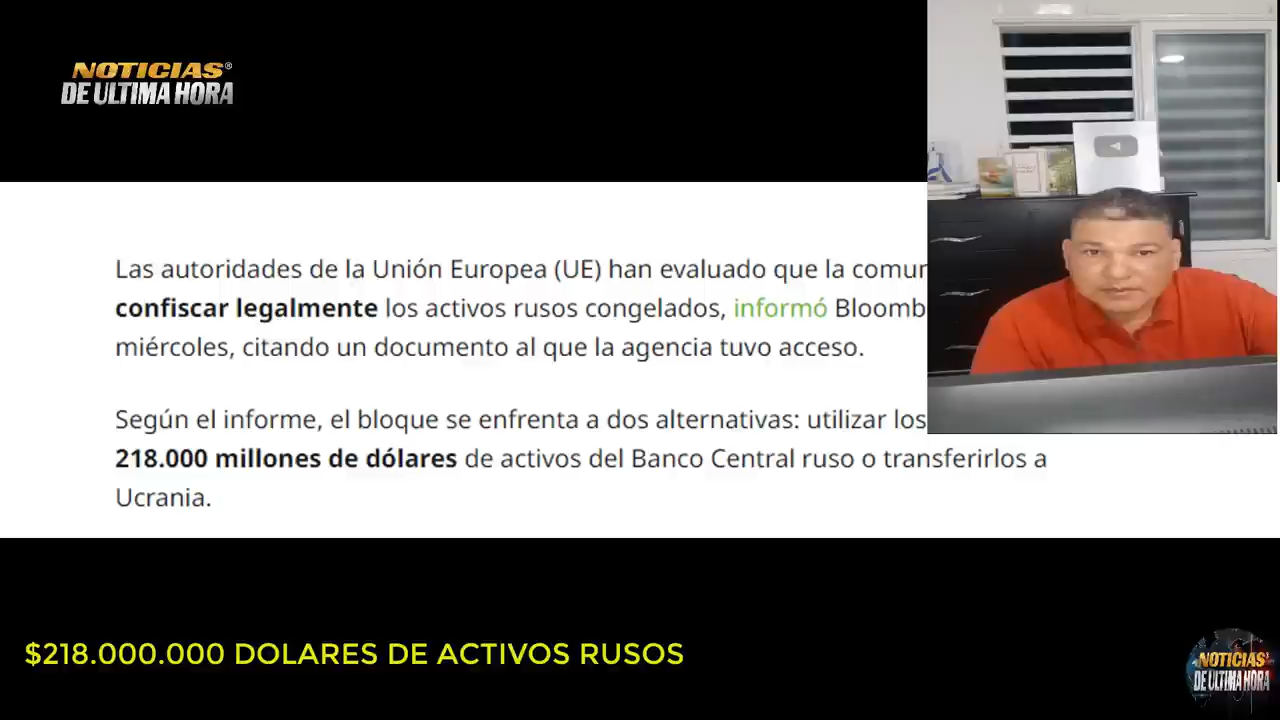 NOTICIAS®
DE ULTIMA HORA
Las autoridades de la Unión Europea (UE) han evaluado que la
confiscar legalmente los activos rusos congelados, informó
miércoles, citando un documento al que la agencia tuvo acceso.
Según el informe, el bloque se enfrenta a dos alternativas: utilizar los
218.000 millones de dólares de activos del Banco Central ruso o transferirlos a
Ucrania.
$218.000.000 DOLARES DE ACTIVOS RUSOS
NOTICIAS
DE ULTIMA HORA